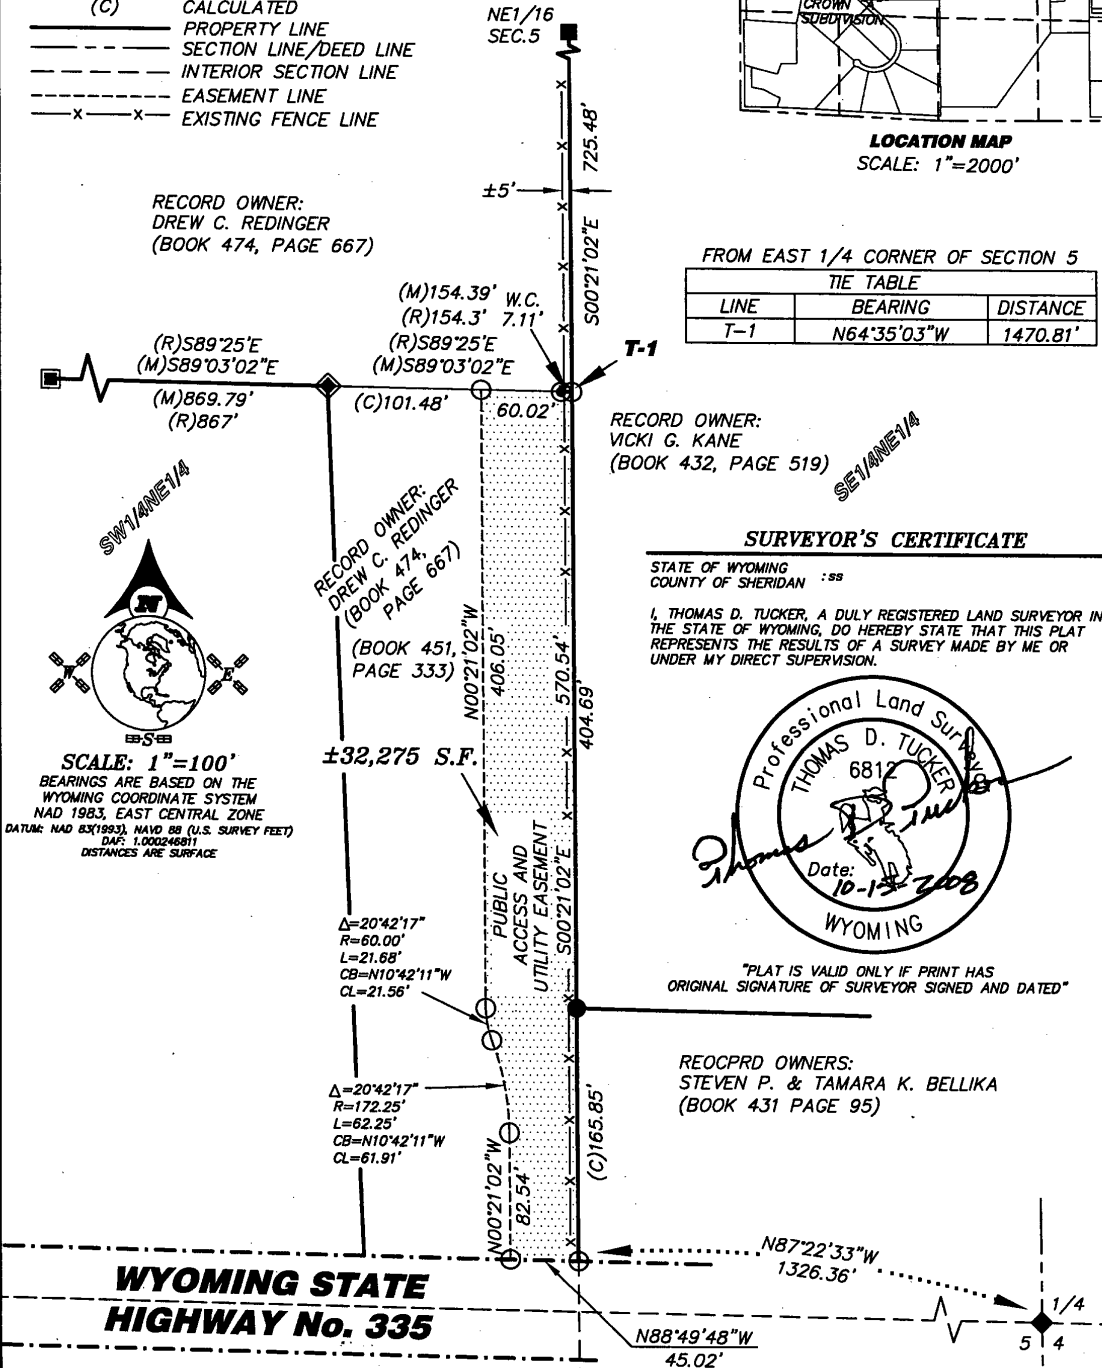 (C) CALCULATED
PROPERTY LINE
SECTION LINE/DEED LINE
INTERIOR SECTION LINE
EASEMENT LINE
x x EXISTING FENCE LINE
NE1/16
SEC.5
725.48'
S00°21'02"E
±5'
CROWN "A"
SUBDIVISION
LOCATION MAP
SCALE: 1"=2000'
RECORD OWNER:
DREW C. REDINGER
(BOOK 474, PAGE 667)
FROM EAST 1/4 CORNER OF SECTION 5
TIE TABLE
LINE BEARING DISTANCE
T-1 N64°35'03"W 1470.81'
(M)154.39' W.C.
(R)154.3' 7.11'
(R)S89°25'E
(M)S89°03'02"E
(R)S89°25'E
(M)S89°03'02"E
T-1
(M)869.79'
(R)867'
(C)101.48'
60.02'
RECORD OWNER:
VICKI G. KANE
(BOOK 432, PAGE 519)
SE1/4NE1/4
SW1/4NE1/4
RECORD OWNER:
DREW C. REDINGER
(BOOK 474,
PAGE 667)
(BOOK 451,
PAGE 333)
N00°21'02"W
406.05'
570.54'
404.69'
SURVEYOR'S CERTIFICATE
STATE OF WYOMING
COUNTY OF SHERIDAN :ss
I, THOMAS D. TUCKER, A DULY REGISTERED LAND SURVEYOR IN
THE STATE OF WYOMING, DO HEREBY STATE THAT THIS PLAT
REPRESENTS THE RESULTS OF A SURVEY MADE BY ME OR
UNDER MY DIRECT SUPERVISION.
N
W
E
S
SCALE: 1"=100'
BEARINGS ARE BASED ON THE
WYOMING COORDINATE SYSTEM
NAD 1983, EAST CENTRAL ZONE
DATUM: NAD 83(1993), NAVD 88 (U.S. SURVEY FEET)
DAF: 1.000246811
DISTANCES ARE SURFACE
±32,275 S.F.
Professional Land Surveyor
THOMAS D. TUCKER
6812
Thomas D Tucker
Date:
10-15-2008
WYOMING
"PLAT IS VALID ONLY IF PRINT HAS
ORIGINAL SIGNATURE OF SURVEYOR SIGNED AND DATED"
PUBLIC
ACCESS AND
UTILITY EASEMENT
S00°21'02"E
Δ=20°42'17"
R=60.00'
L=21.68'
CB=N10°42'11"W
CL=21.56'
Δ=20°42'17"
R=172.25'
L=62.25'
CB=N10°42'11"W
CL=61.91'
REOCPRD OWNERS:
STEVEN P. & TAMARA K. BELLIKA
(BOOK 431 PAGE 95)
(C)165.85'
N00°21'02"W
82.54'
N87°22'33"W
1326.36'
WYOMING STATE
HIGHWAY No. 335
N88°49'48"W
45.02'
1/4
5 4